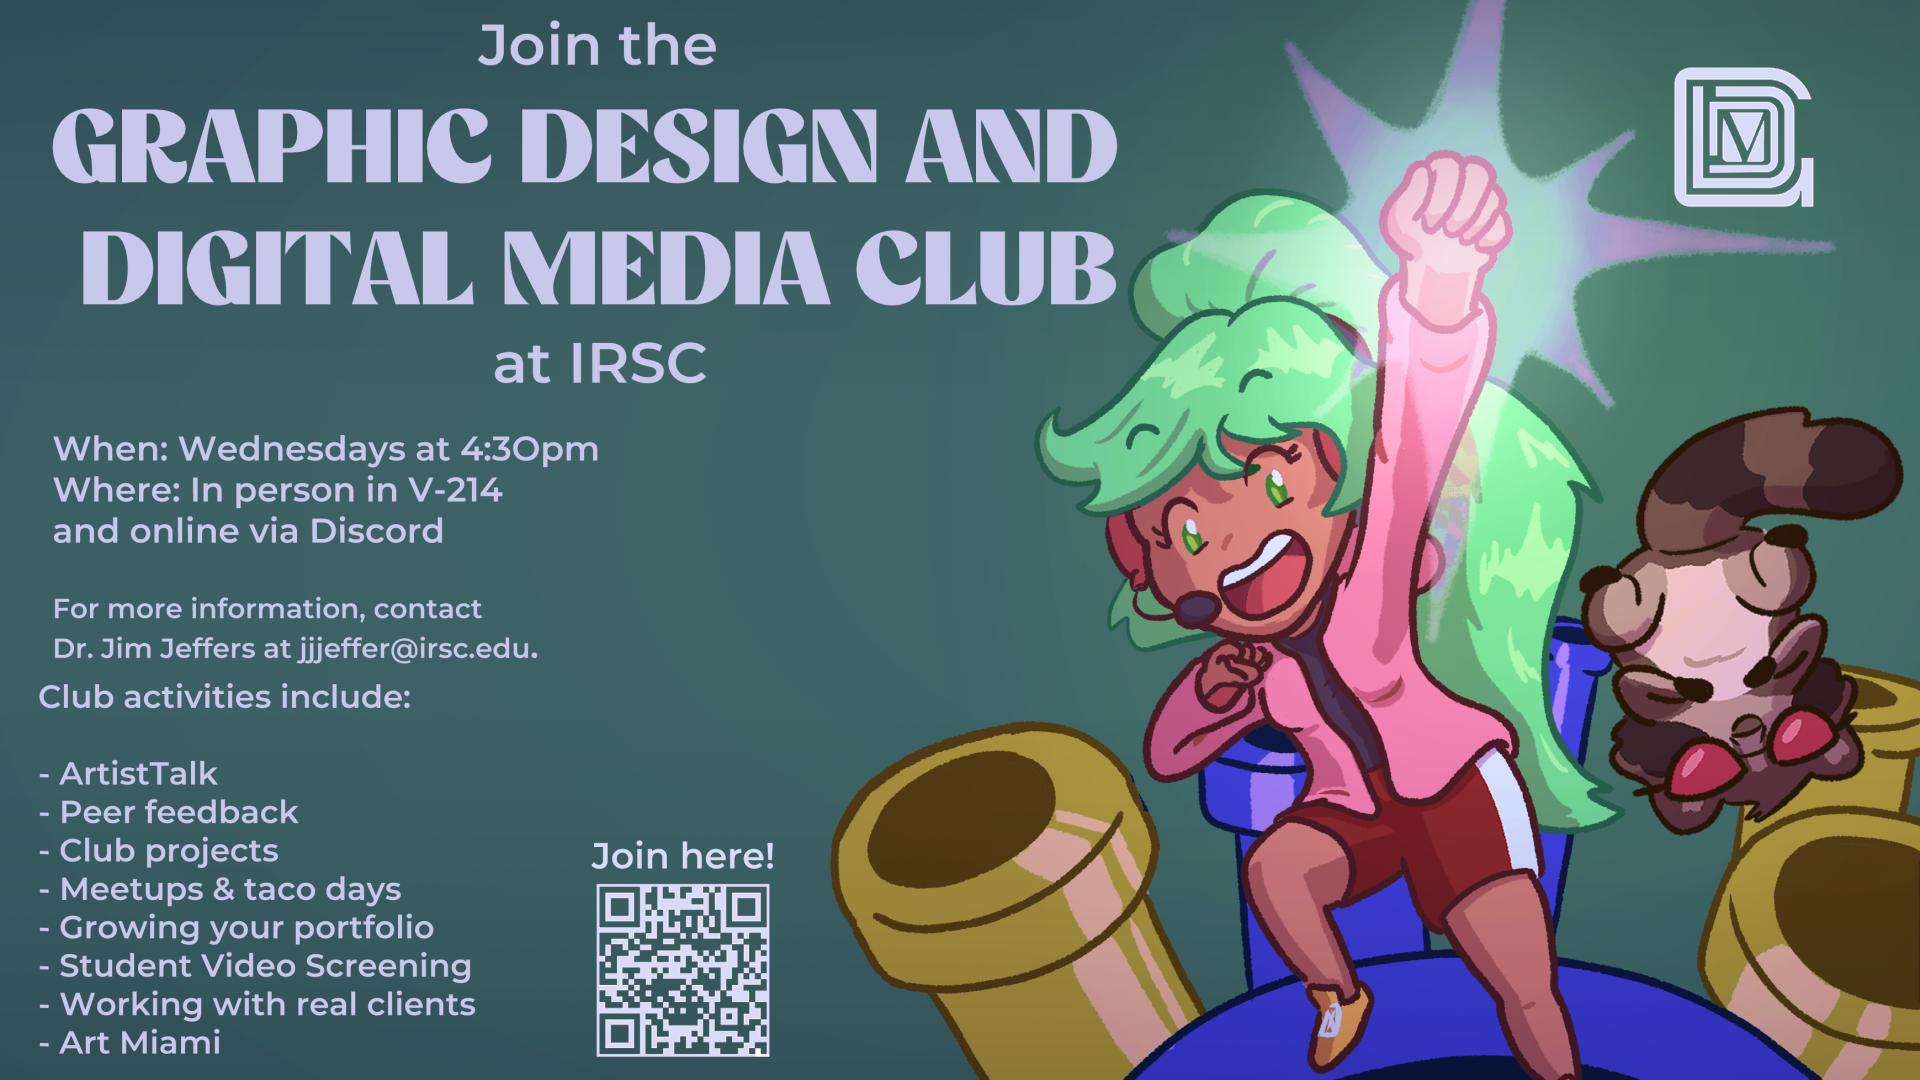 Join the
GRAPHIC DESIGN AND
DIGITAL MEDIA CLUB
at IRSC
When: Wednesdays at 4:30pm
Where: In person in V-214
and online via Discord
For more information, contact
Dr. Jim Jeffers at jjjeffer@irsc.edu.
Club activities include:
- ArtistTalk
- Peer feedback
- Club projects
- Meetups & taco days
- Growing your portfolio
- Student Video Screening
- Working with real clients
- Art Miami
Join here!
GDDM